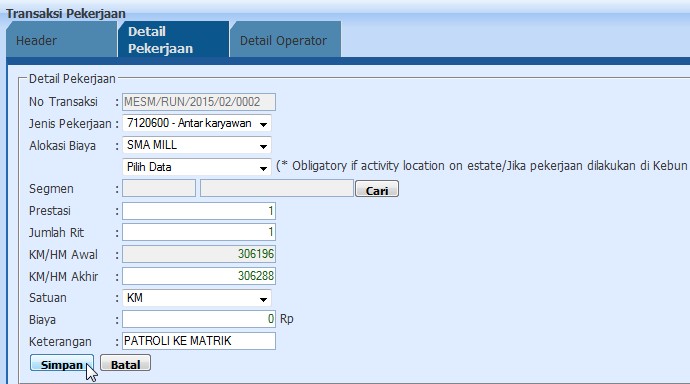 Transaksi Pekerjaan
Header
Detail Pekerjaan
Detail Operator
Detail Pekerjaan
No Transaksi : MESM/RUN/2015/02/0002
Jenis Pekerjaan : 7120600 - Antar karyawan
Alokasi Biaya : SMA MILL
Pilih Data (* Obligatory if activity location on estate/Jika pekerjaan dilakukan di Kebun
Segmen : Cari
Prestasi : 1
Jumlah Rit : 1
KM/HM Awal : 306196
KM/HM Akhir : 306288
Satuan : KM
Biaya : 0 Rp
Keterangan : PATROLI KE MATRIK
Simpan Batal